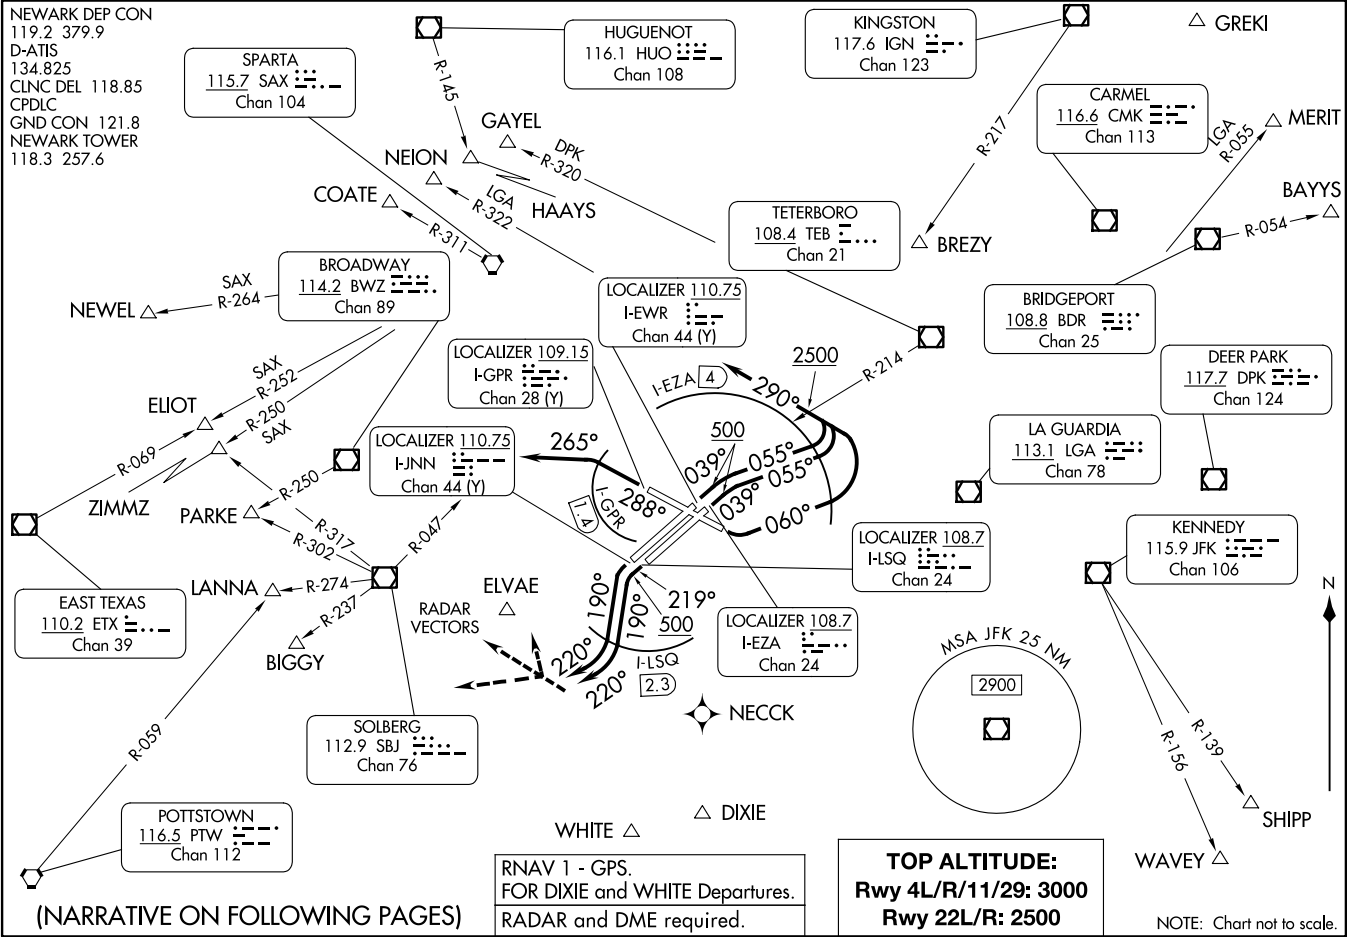 NEWARK DEP CON
119.2 379.9
D-ATIS
134.825
CLNC DEL 118.85
CPDLC
GND CON 121.8
NEWARK TOWER
118.3 257.6
SPARTA
115.7 SAX
Chan 104
HUGUENOT
116.1 HUO
Chan 108
KINGSTON
117.6 IGN
Chan 123
GREKI
CARMEL
116.6 CMK
Chan 113
LGA
R-055
MERIT
BAYYS
R-054
R-145
GAYEL
NEION
DPK
R-320
R-217
COATE
LGA
R-322
HAAYS
R-311
TETERBORO
108.4 TEB
Chan 21
BREZY
BROADWAY
114.2 BWZ
Chan 89
SAX
R-264
NEWEL
LOCALIZER 110.75
I-EWR
Chan 44 (Y)
BRIDGEPORT
108.8 BDR
Chan 25
LOCALIZER 109.15
I-GPR
Chan 28 (Y)
2500
R-214
DEER PARK
117.7 DPK
Chan 124
SAX
R-252
I-EZA 4
290°
ELIOT
R-250
SAX
LOCALIZER 110.75
I-JNN
Chan 44 (Y)
265°
500
039°
055°
055°
039°
060°
LA GUARDIA
113.1 LGA
Chan 78
R-069
ZIMMZ
R-250
PARKE
R-317
R-302
R-047
1.4
I-GPR
288°
LOCALIZER 108.7
I-LSQ
Chan 24
KENNEDY
115.9 JFK
Chan 106
LANNA
R-274
R-237
BIGGY
EAST TEXAS
110.2 ETX
Chan 39
ELVAE
RADAR
VECTORS
190°
190°
219°
500
220°
220°
I-LSQ
2.3
LOCALIZER 108.7
I-EZA
Chan 24
N
MSA JFK 25 NM
2900
NECCK
SOLBERG
112.9 SBJ
Chan 76
R-059
R-139
R-156
POTTSTOWN
116.5 PTW
Chan 112
DIXIE
WHITE
SHIPP
WAVEY
RNAV 1 - GPS.
FOR DIXIE and WHITE Departures.
RADAR and DME required.
TOP ALTITUDE:
Rwy 4L/R/11/29: 3000
Rwy 22L/R: 2500
(NARRATIVE ON FOLLOWING PAGES)
NOTE: Chart not to scale.